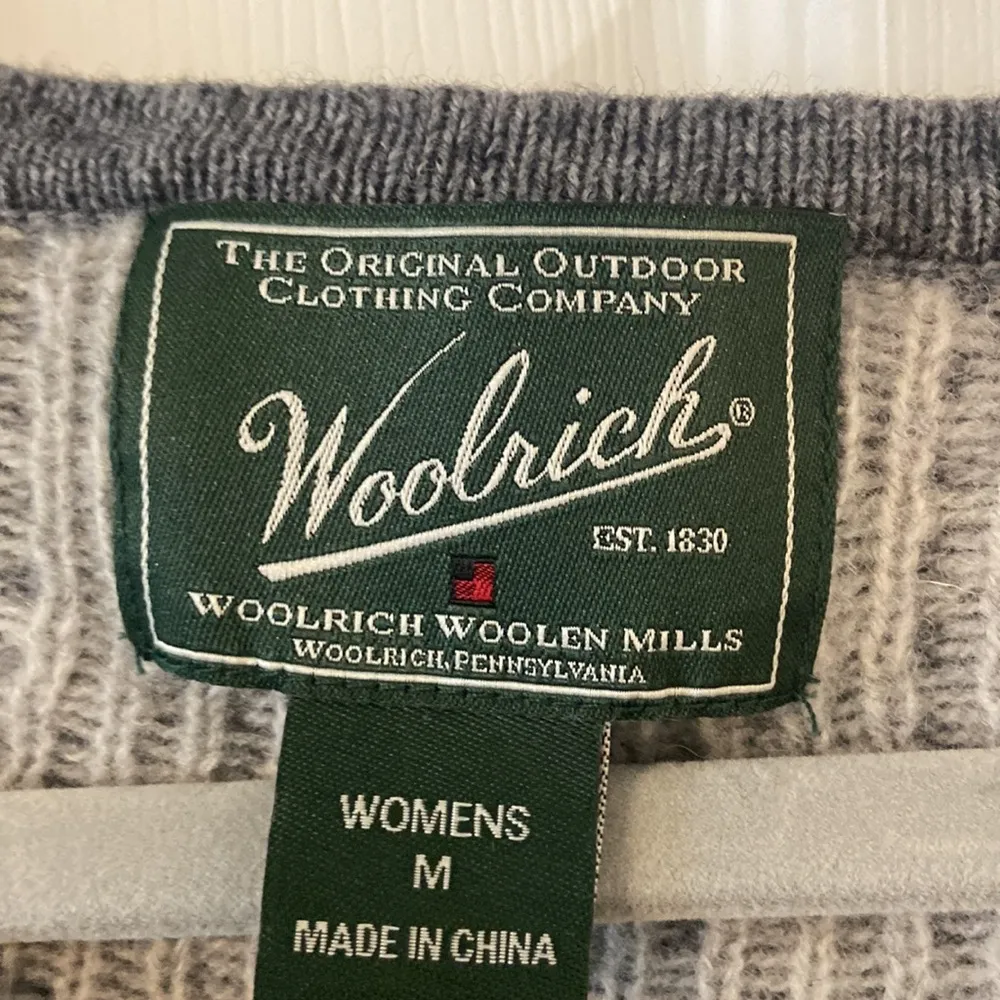 THE ORIGINAL OUTDOOR
CLOTHING COMPANY
Woolrich®
EST. 1830
WOOLRICH WOOLEN MILLS
WOOLRICH, PENNSYLVANIA
WOMENS
M
MADE IN CHINA